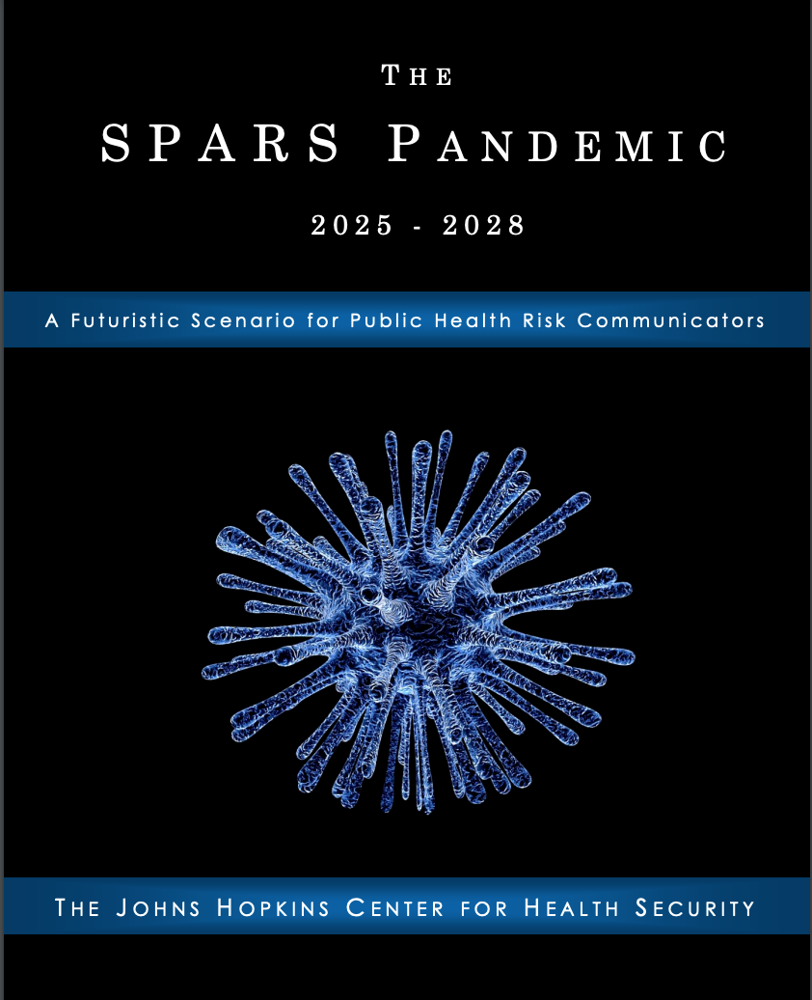 The
SPARS Pandemic
2025 - 2028
A Futuristic Scenario for Public Health Risk Communicators
The Johns Hopkins Center for Health Security